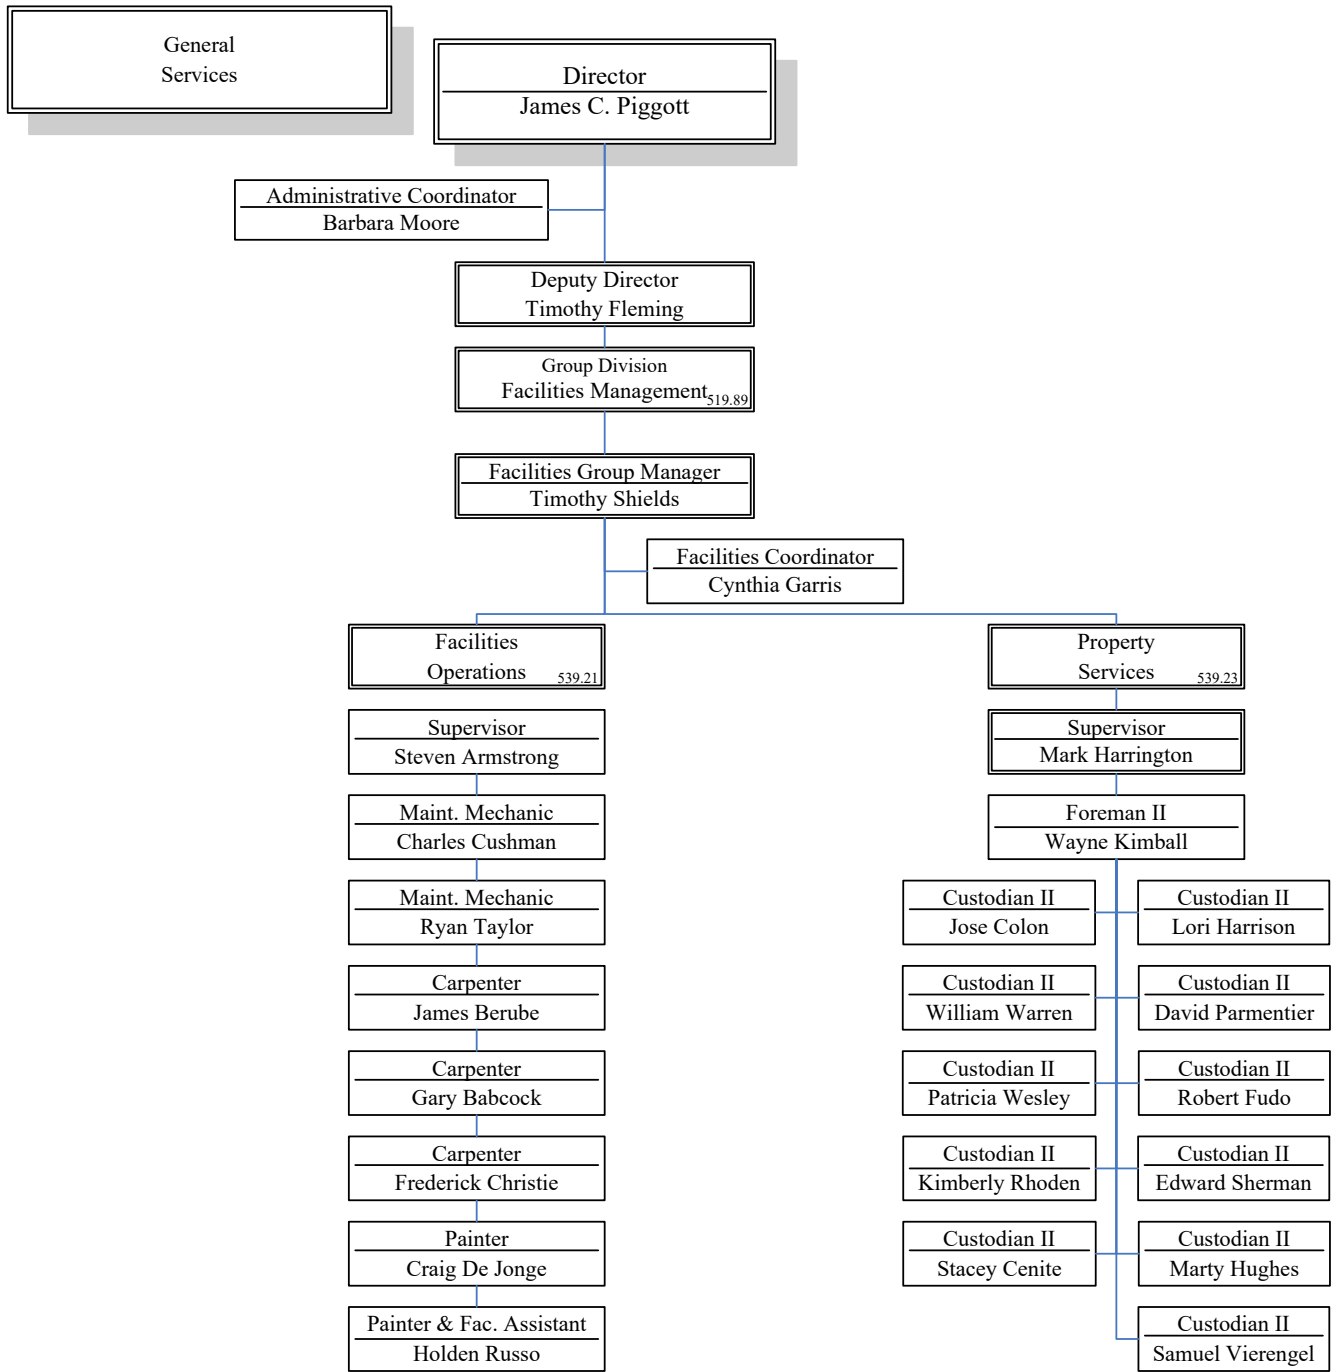 General
Services
Director
James C. Piggott
Administrative Coordinator
Barbara Moore
Deputy Director
Timothy Fleming
Group Division
Facilities Management 519.89
Facilities Group Manager
Timothy Shields
Facilities Coordinator
Cynthia Garris
Facilities
Operations 539.21
Supervisor
Steven Armstrong
Maint. Mechanic
Charles Cushman
Maint. Mechanic
Ryan Taylor
Carpenter
James Berube
Carpenter
Gary Babcock
Carpenter
Frederick Christie
Painter
Craig De Jonge
Painter & Fac. Assistant
Holden Russo
Property
Services 539.23
Supervisor
Mark Harrington
Foreman II
Wayne Kimball
Custodian II
Jose Colon
Custodian II
Lori Harrison
Custodian II
William Warren
Custodian II
David Parmentier
Custodian II
Patricia Wesley
Custodian II
Robert Fudo
Custodian II
Kimberly Rhoden
Custodian II
Edward Sherman
Custodian II
Stacey Cenite
Custodian II
Marty Hughes
Custodian II
Samuel Vierengel